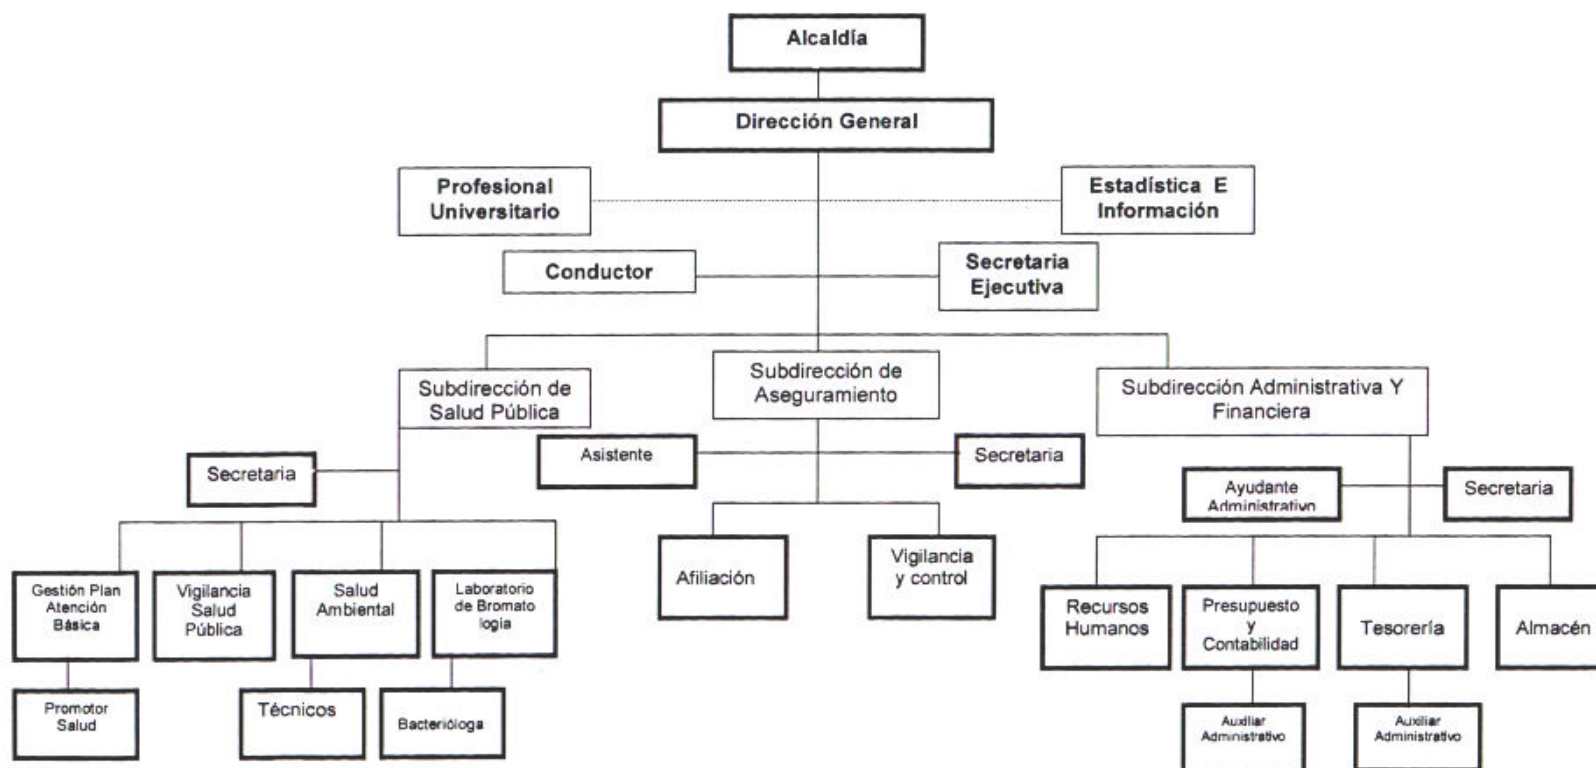 Alcaldía
Dirección General
Profesional
Universitario
Estadística E
Información
Conductor
Secretaria
Ejecutiva
Subdirección de
Salud Pública
Subdirección de
Aseguramiento
Subdirección Administrativa Y
Financiera
Secretaria
Asistente
Secretaria
Ayudante
Administrativo
Secretaria
Gestión Plan
Atención
Básica
Vigilancia
Salud
Pública
Salud
Ambiental
Laboratorio
de Bromato
logia
Afiliación
Vigilancia
y control
Recursos
Humanos
Presupuesto
y
Contabilidad
Tesorería
Almacén
Promotor
Salud
Técnicos
Bacterióloga
Auxiliar
Administrativo
Auxiliar
Administrativo